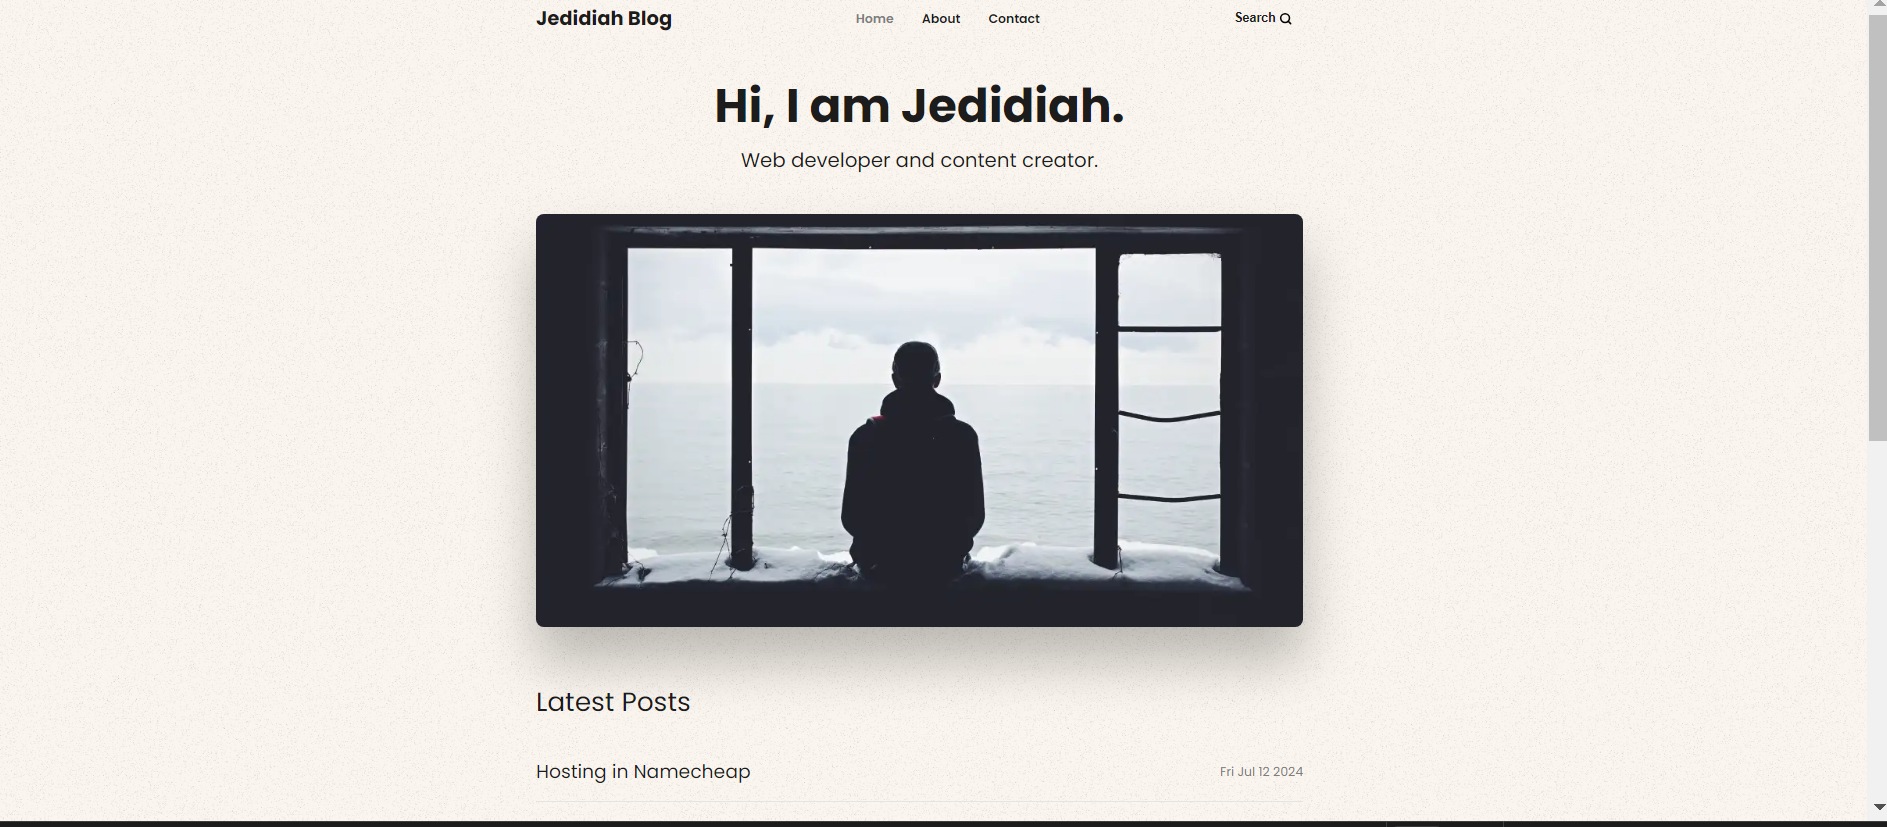 Jedidiah Blog
Home About Contact
Search
Hi, I am Jedidiah.
Web developer and content creator.
Latest Posts
Hosting in Namecheap
Fri Jul 12 2024